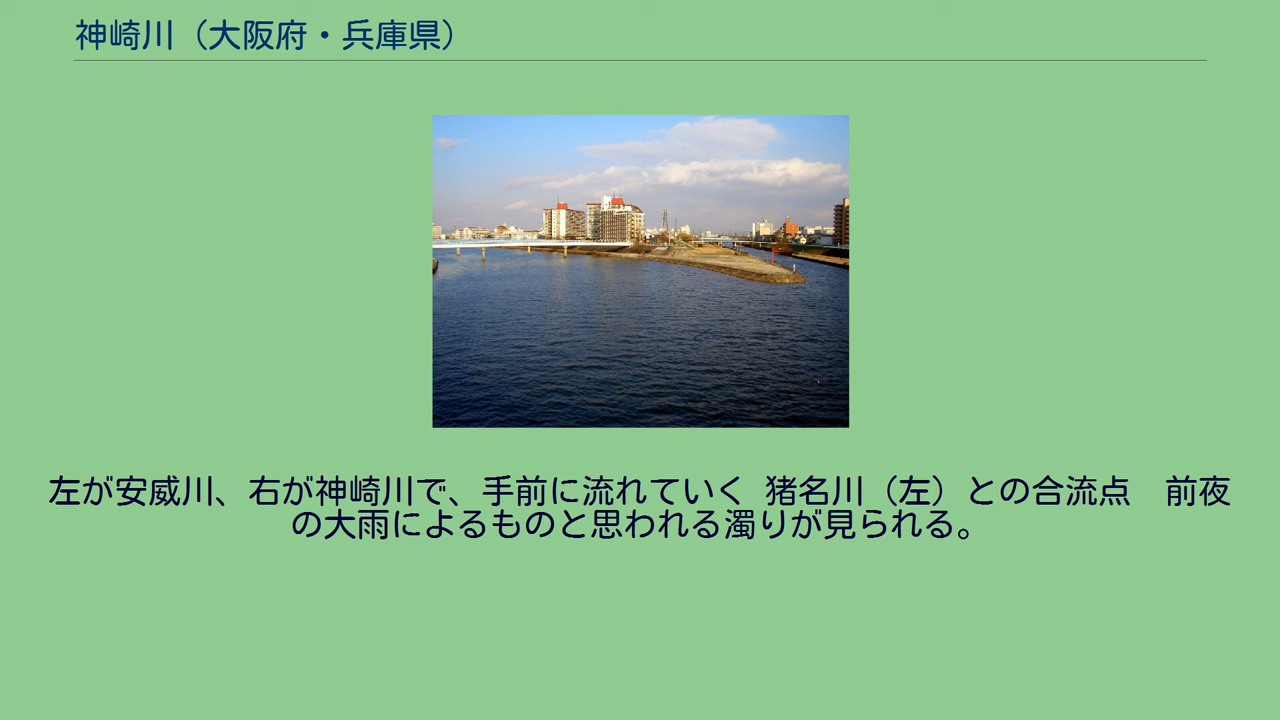 神崎川（大阪府・兵庫県）
左が安威川、右が神崎川で、手前に流れていく 猪名川（左）との合流点　前夜
の大雨によるものと思われる濁りが見られる。